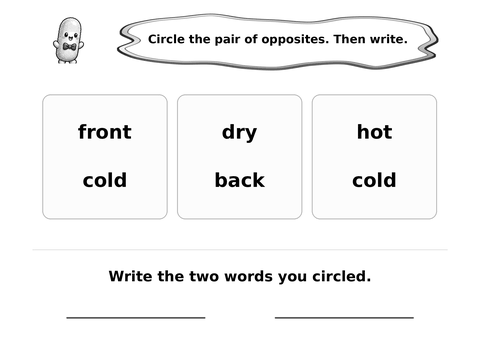 Circle the pair of opposites. Then write.
front
cold
dry
back
hot
cold
Write the two words you circled.